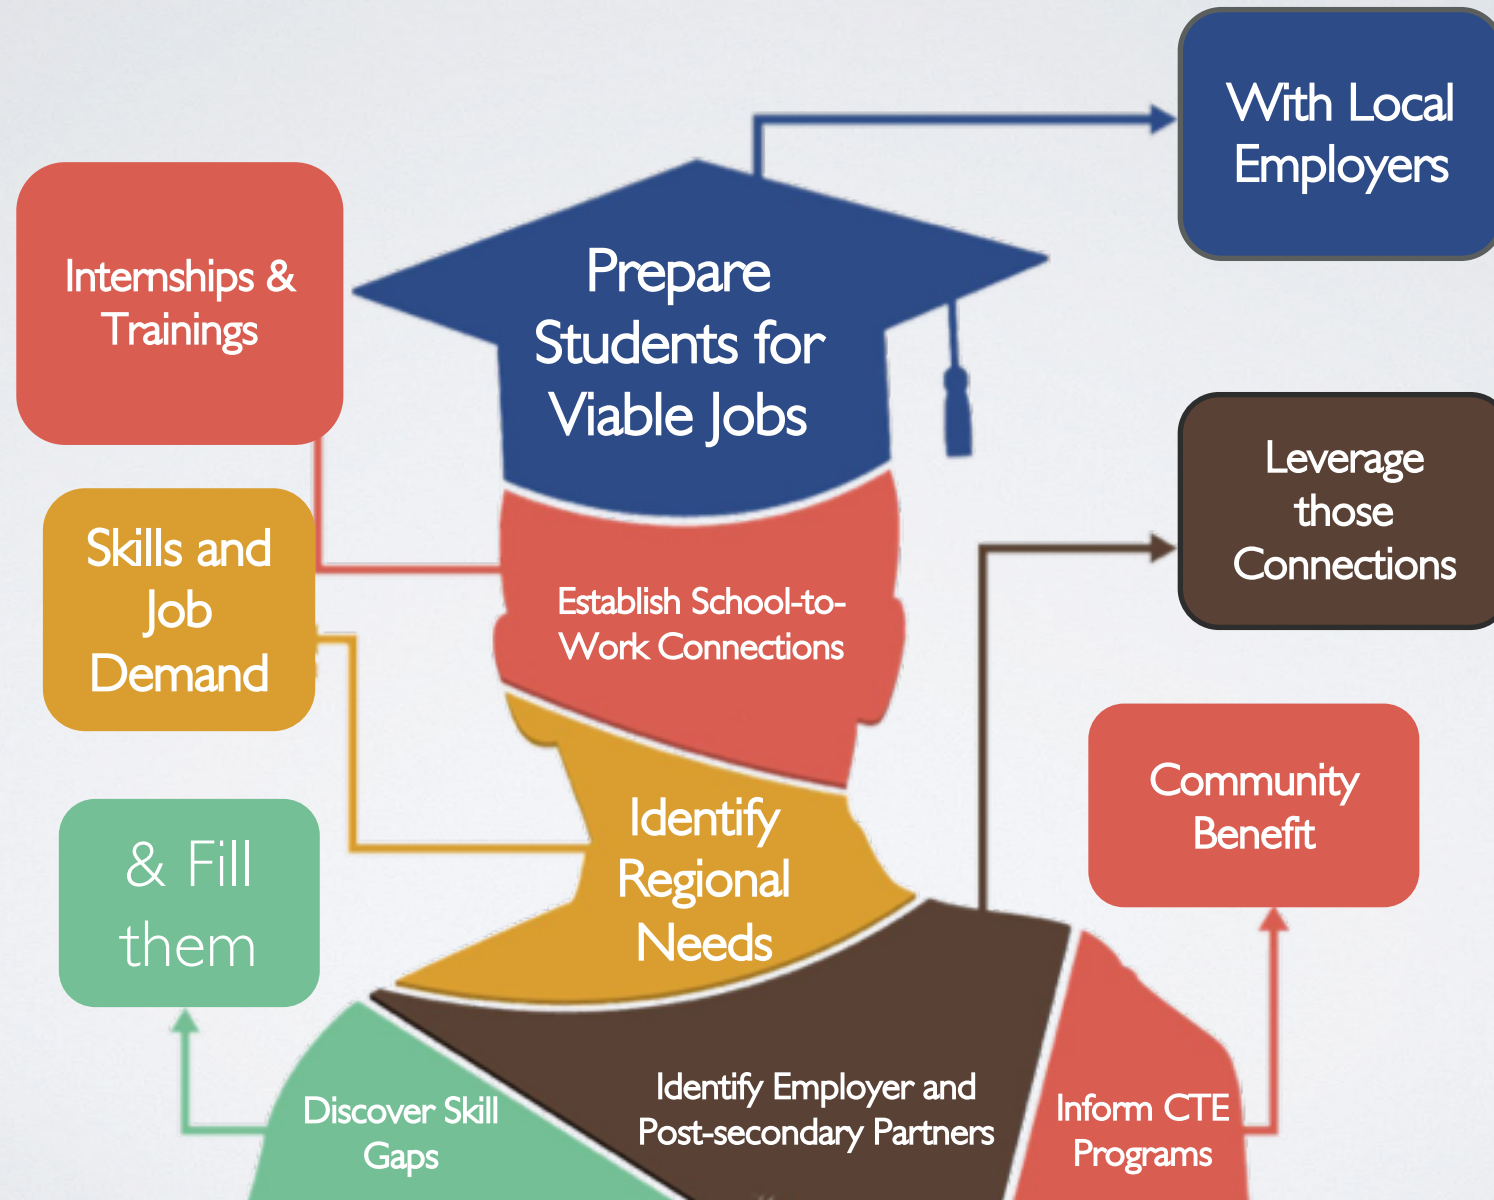 With Local
Employers
Internships &
Trainings
Prepare
Students for
Viable Jobs
Leverage
those
Connections
Skills and
Job
Demand
Establish School-to-
Work Connections
Community
Benefit
Identify
Regional
Needs
& Fill
them
Discover Skill
Gaps
Identify Employer and
Post-secondary Partners
Inform CTE
Programs